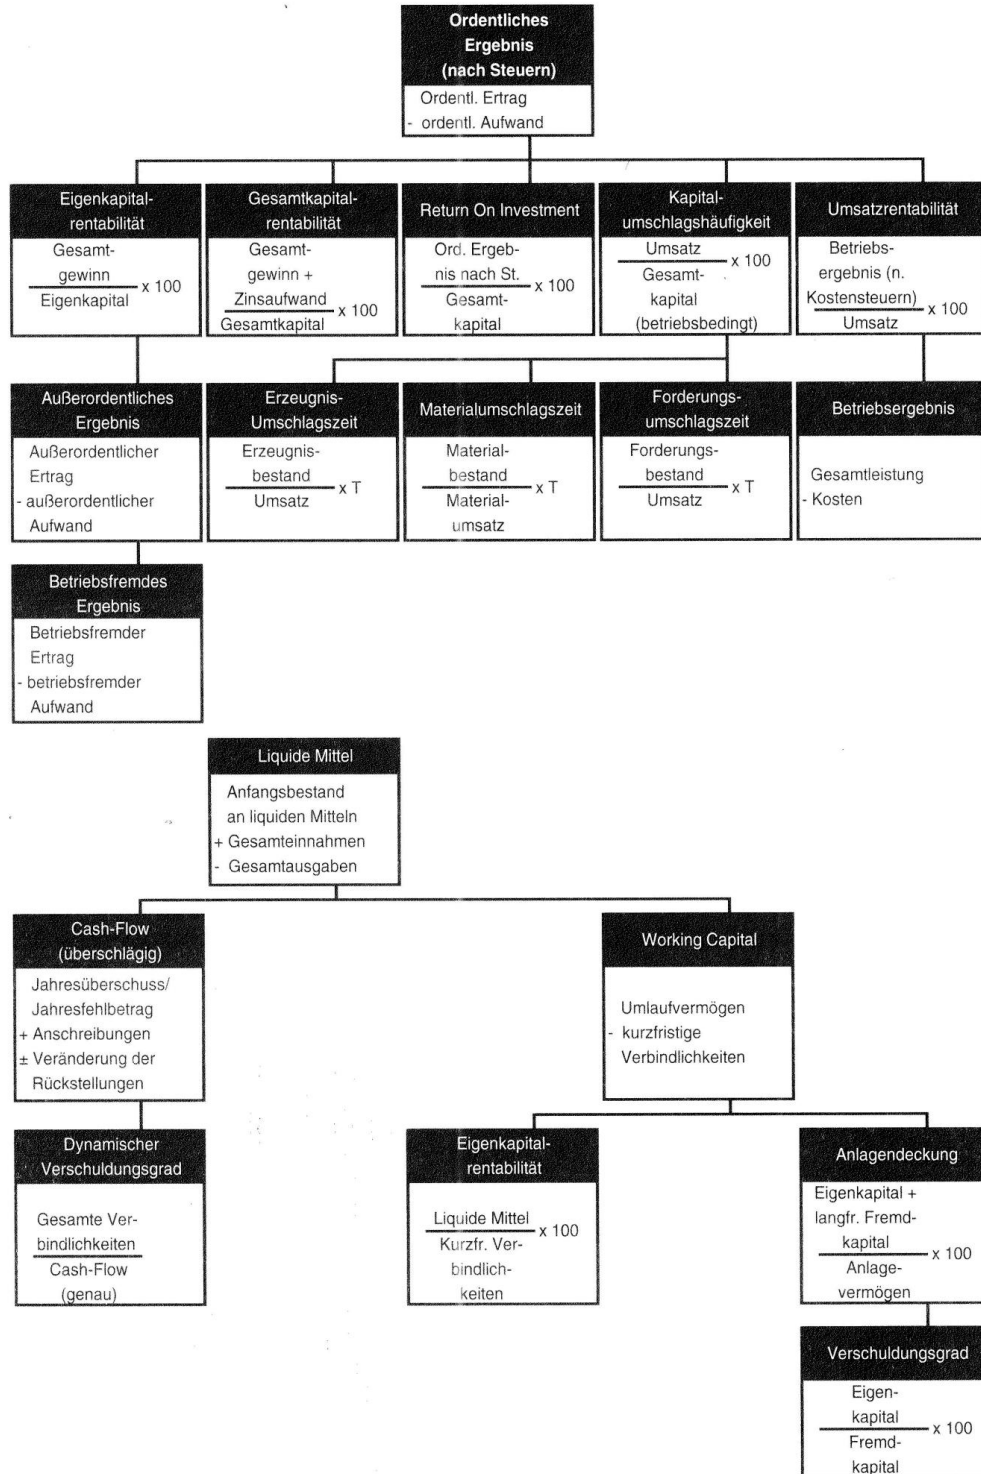 Ordentliches
Ergebnis
(nach Steuern)
Ordentl. Ertrag
- ordentl. Aufwand
Eigenkapital-
rentabilität
Gesamt-
gewinn
x 100
Eigenkapital
Gesamtkapital-
rentabilität
Gesamt-
gewinn +
Zinsaufwand
x 100
Gesamtkapital
Return On Investment
Ord. Ergeb-
nis nach St.
x 100
Gesamt-
kapital
Kapital-
umschlagshäufigkeit
Umsatz
x 100
Gesamt-
kapital
(betriebsbedingt)
Umsatzrentabilität
Betriebs-
ergebnis (n.
Kostensteuern)
x 100
Umsatz
Außerordentliches
Ergebnis
Außerordentlicher
Ertrag
- außerordentlicher
Aufwand
Erzeugnis-
Umschlagszeit
Erzeugnis-
bestand
x T
Umsatz
Materialumschlagszeit
Material-
bestand
x T
Material-
umsatz
Forderungs-
umschlagszeit
Forderungs-
bestand
x T
Umsatz
Betriebsergebnis
Gesamtleistung
- Kosten
Betriebsfremdes
Ergebnis
Betriebsfremder
Ertrag
- betriebsfremder
Aufwand
Liquide Mittel
Anfangsbestand
an liquiden Mitteln
+ Gesamteinnahmen
- Gesamtausgaben
Cash-Flow
(überschlägig)
Jahresüberschuss/
Jahresfehlbetrag
+ Anschreibungen
± Veränderung der
Rückstellungen
Working Capital
Umlaufvermögen
- kurzfristige
Verbindlichkeiten
Dynamischer
Verschuldungsgrad
Gesamte Ver-
bindlichkeiten
Cash-Flow
(genau)
Eigenkapital-
rentabilität
Liquide Mittel
x 100
Kurzfr. Ver-
bindlich-
keiten
Anlagendeckung
Eigenkapital +
langfr. Fremd-
kapital
x 100
Anlage-
vermögen
Verschuldungsgrad
Eigen-
kapital
x 100
Fremd-
kapital